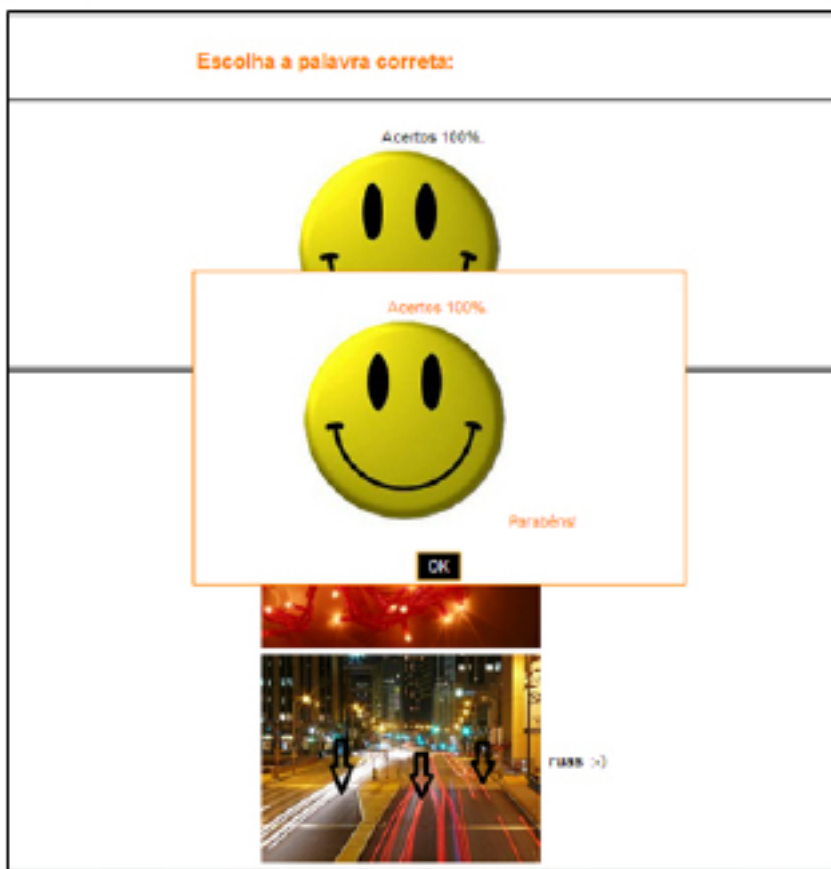 Escolha a palavra correta:
Acertos 100%.
Acertos 100%.
Parabéns!
OK
ruas :-)